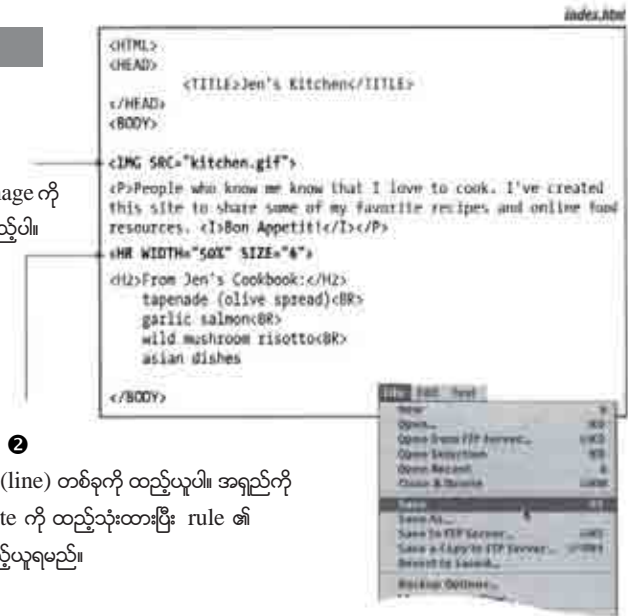 index.html
<HTML>
<HEAD>
<TITLE>Jen's Kitchen</TITLE>
</HEAD>
<BODY>
<IMG SRC="kitchen.gif">
<P>People who know me know that I love to cook. I've created
this site to share some of my favorite recipes and online food
resources. <I>Bon Appetit!</I></P>
<HR WIDTH="50%" SIZE="6">
<H2>From Jen's Cookbook:</H2>
tapenade (olive spread)<BR>
garlic salmon<BR>
wild mushroom risotto<BR>
asian dishes
</BODY>
nage ကို
ည့်ပါ။
❷
(line) တစ်ခုကို ထည့်ယူပါ။ အရှည်ကို
te ကို ထည့်သုံးထားပြီး rule ၏
့်ယူရမည်။
File Edit Text
New
Open...
Open from FTP Server...
Open Selection
Open Recent
Close & Delete
Save
Save As...
Save to FTP Server...
Save a Copy to FTP Server...
Revert to Saved...
Backup Options...